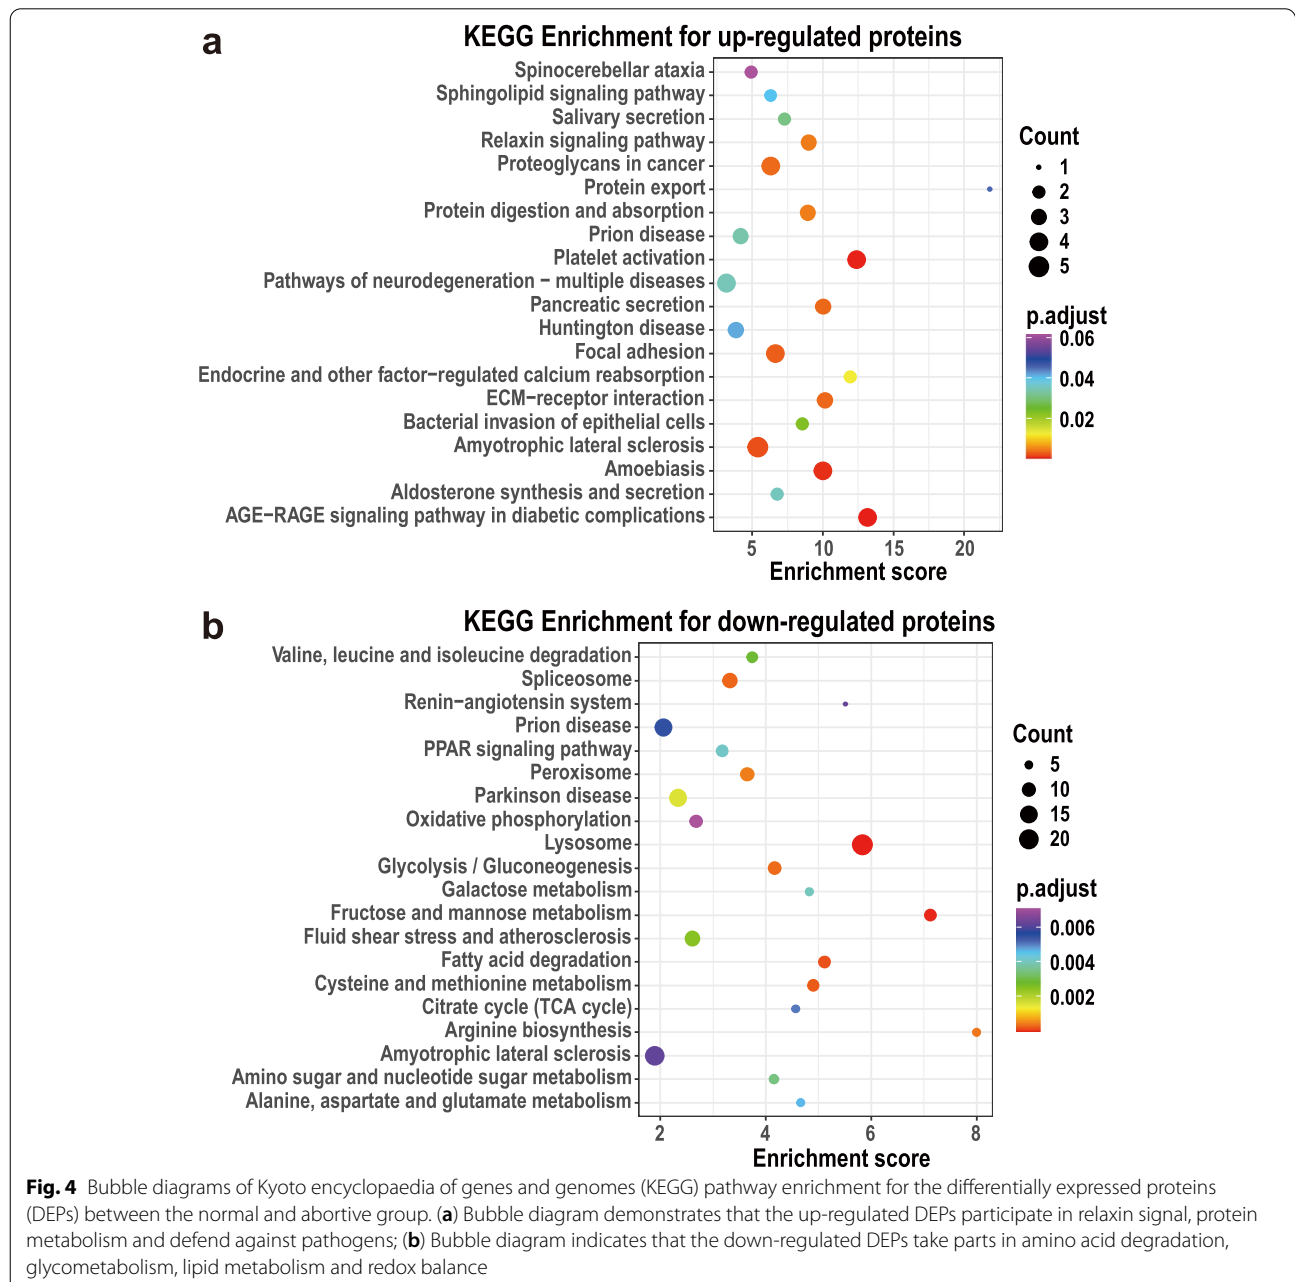 a
KEGG Enrichment for up-regulated proteins
Spinocerebellar ataxia
Sphingolipid signaling pathway
Salivary secretion
Relaxin signaling pathway
Proteoglycans in cancer
Protein export
Protein digestion and absorption
Prion disease
Platelet activation
Pathways of neurodegeneration − multiple diseases
Pancreatic secretion
Huntington disease
Focal adhesion
Endocrine and other factor−regulated calcium reabsorption
ECM−receptor interaction
Bacterial invasion of epithelial cells
Amyotrophic lateral sclerosis
Amoebiasis
Aldosterone synthesis and secretion
AGE−RAGE signaling pathway in diabetic complications
5 10 15 20
Enrichment score
Count
1
2
3
4
5
p.adjust
0.06
0.04
0.02
b
KEGG Enrichment for down-regulated proteins
Valine, leucine and isoleucine degradation
Spliceosome
Renin−angiotensin system
Prion disease
PPAR signaling pathway
Peroxisome
Parkinson disease
Oxidative phosphorylation
Lysosome
Glycolysis / Gluconeogenesis
Galactose metabolism
Fructose and mannose metabolism
Fluid shear stress and atherosclerosis
Fatty acid degradation
Cysteine and methionine metabolism
Citrate cycle (TCA cycle)
Arginine biosynthesis
Amyotrophic lateral sclerosis
Amino sugar and nucleotide sugar metabolism
Alanine, aspartate and glutamate metabolism
2 4 6 8
Enrichment score
Count
5
10
15
20
p.adjust
0.006
0.004
0.002
Fig. 4 Bubble diagrams of Kyoto encyclopaedia of genes and genomes (KEGG) pathway enrichment for the differentially expressed proteins
(DEPs) between the normal and abortive group. (a) Bubble diagram demonstrates that the up-regulated DEPs participate in relaxin signal, protein
metabolism and defend against pathogens; (b) Bubble diagram indicates that the down-regulated DEPs take parts in amino acid degradation,
glycometabolism, lipid metabolism and redox balance